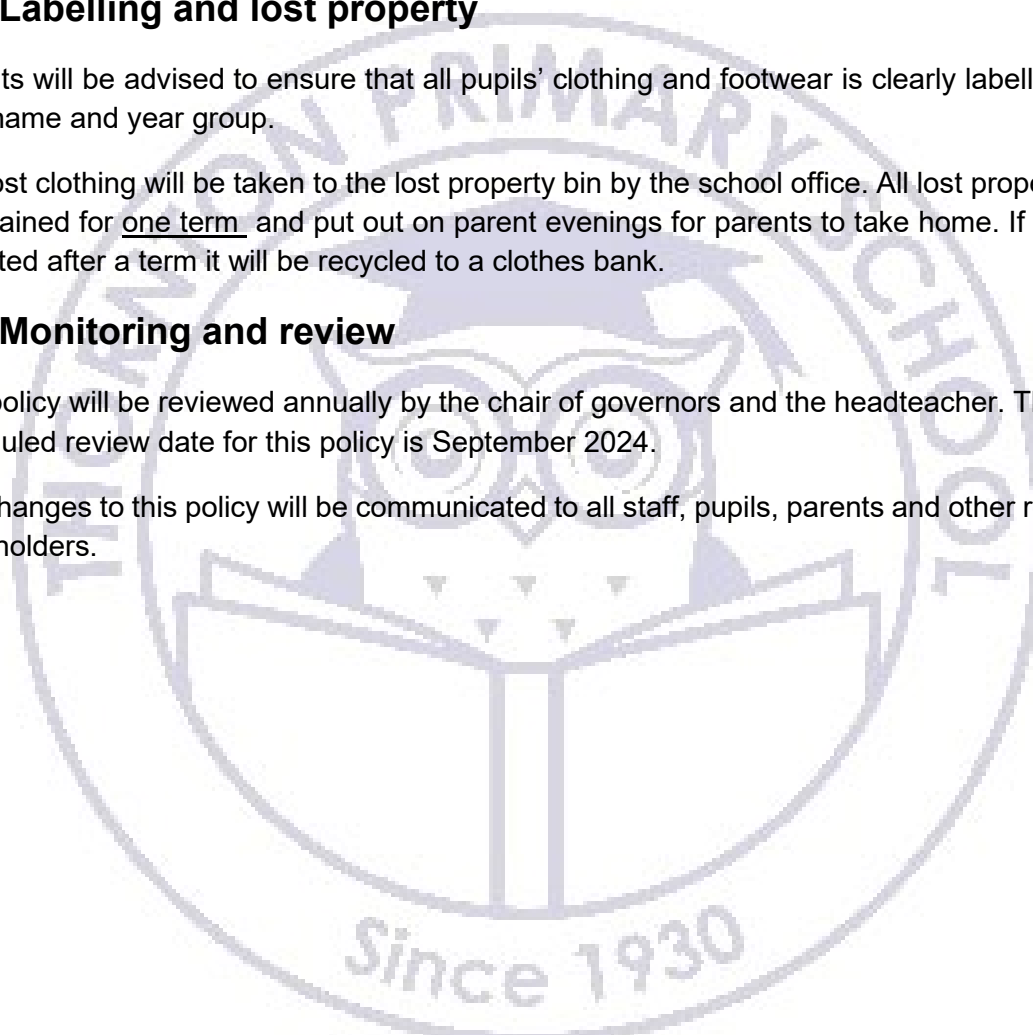 Labelling and lost property
ts will be advised to ensure that all pupils’ clothing and footwear is clearly labell
name and year group.
ost clothing will be taken to the lost property bin by the school office. All lost prope
ained for one term and put out on parent evenings for parents to take home. If
ted after a term it will be recycled to a clothes bank.
Monitoring and review
policy will be reviewed annually by the chair of governors and the headteacher. T
uled review date for this policy is September 2024.
hanges to this policy will be communicated to all staff, pupils, parents and other r
holders.
THORNTON PRIMARY SCHOOL
Since 1930